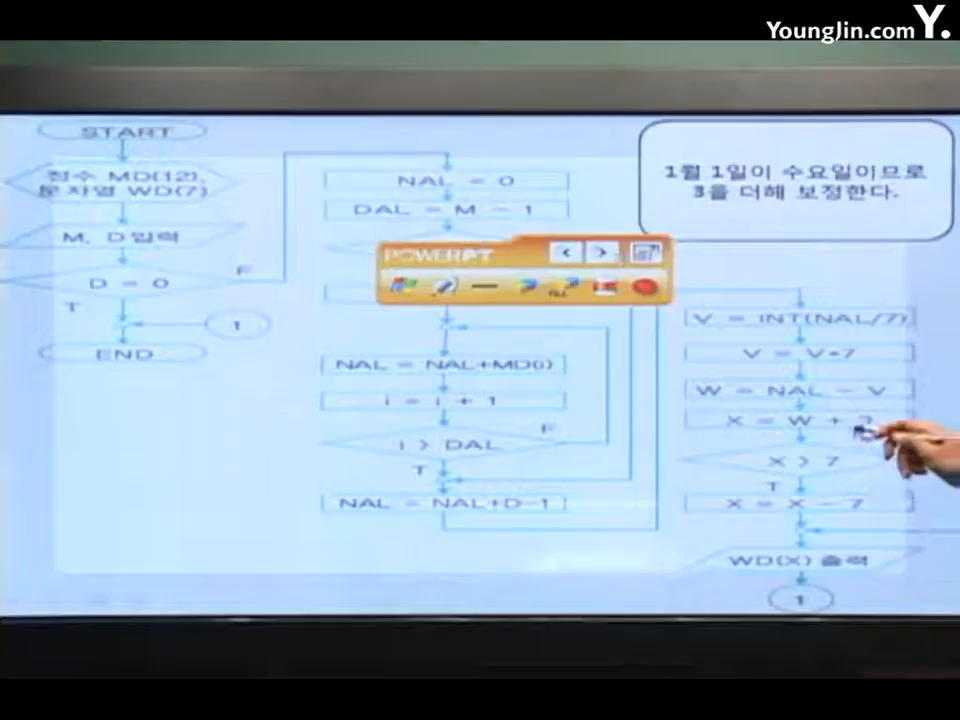 YoungJin.com Y.
START
정수 MD(12),
문자열 WD(7)
M, D입력
D = 0
F
T
1
END
NAL = 0
DAL = M - 1
POWERPT
NAL = NAL+MD(i)
i = i + 1
i > DAL
F
T
NAL = NAL+D-1
1월 1일이 수요일이므로
3을 더해 보정한다.
V = INT(NAL/7)
V = V*7
W = NAL - V
X = W +
X > 7
T
X = X - 7
WD(X) 출력
1